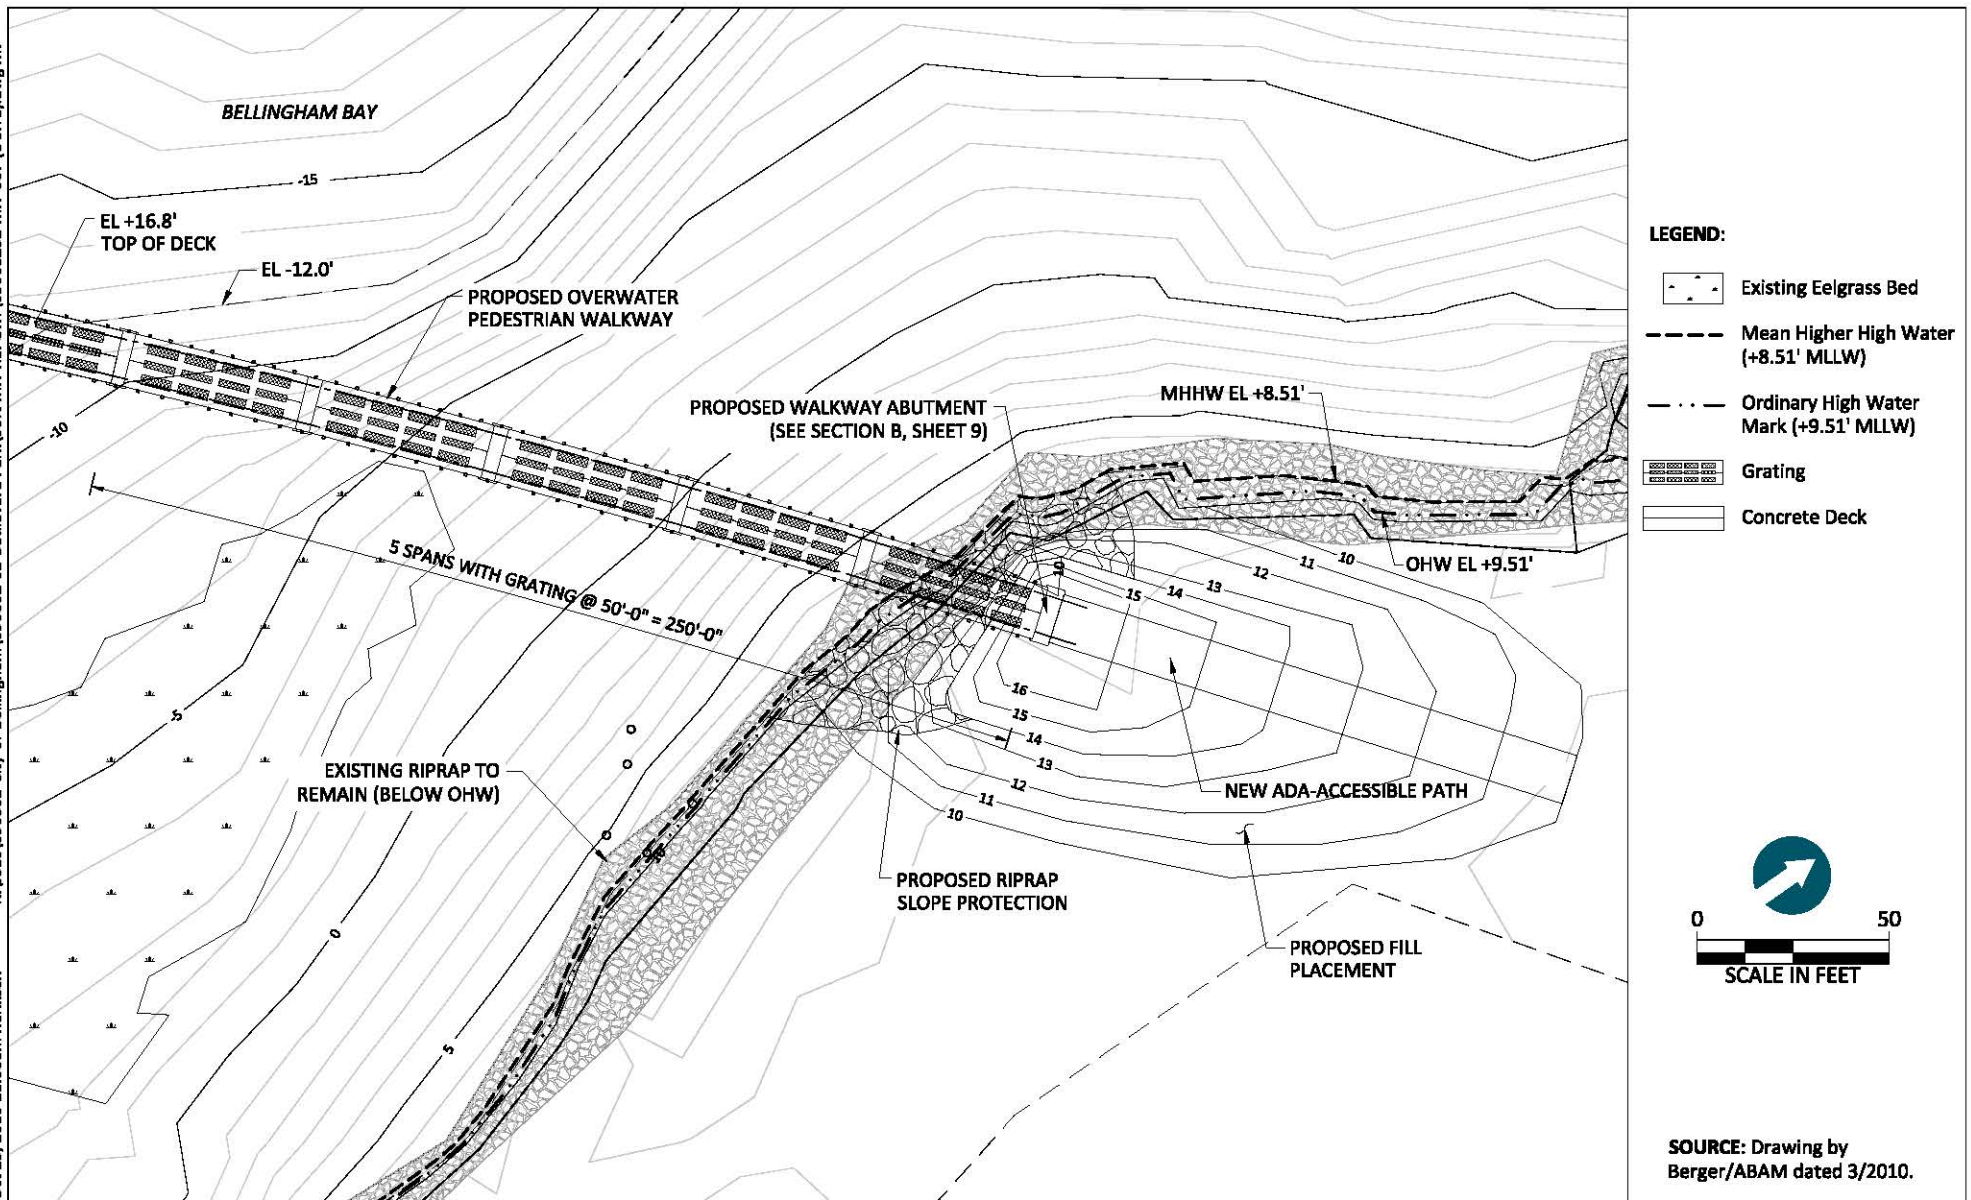 BELLINGHAM BAY
-15
EL +16.8'
TOP OF DECK
EL -12.0'
PROPOSED OVERWATER
PEDESTRIAN WALKWAY
-10
PROPOSED WALKWAY ABUTMENT
(SEE SECTION B, SHEET 9)
MHHW EL +8.51'
5 SPANS WITH GRATING @ 50'-0" = 250'-0"
OHW EL +9.51'
10
11
12
13
14
15
10
16
15
14
13
12
11
10
-5
EXISTING RIPRAP TO
REMAIN (BELOW OHW)
NEW ADA-ACCESSIBLE PATH
PROPOSED RIPRAP
SLOPE PROTECTION
PROPOSED FILL
PLACEMENT
0
5
LEGEND:
Existing Eelgrass Bed
Mean Higher High Water
(+8.51' MLLW)
Ordinary High Water
Mark (+9.51' MLLW)
Grating
Concrete Deck
0 50
SCALE IN FEET
SOURCE: Drawing by
Berger/ABAM dated 3/2010.